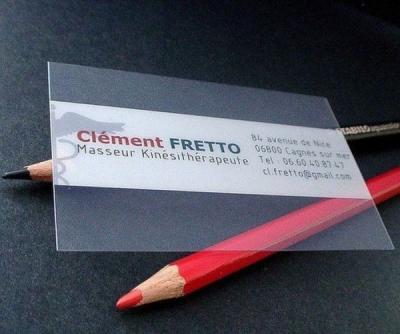 Clément FRETTO
Masseur Kinésithérapeute
84 avenue de Nice
06800 Cagnes sur mer
Tel : 06.60.40.87.47
cl.fretto@gmail.com
STABILO